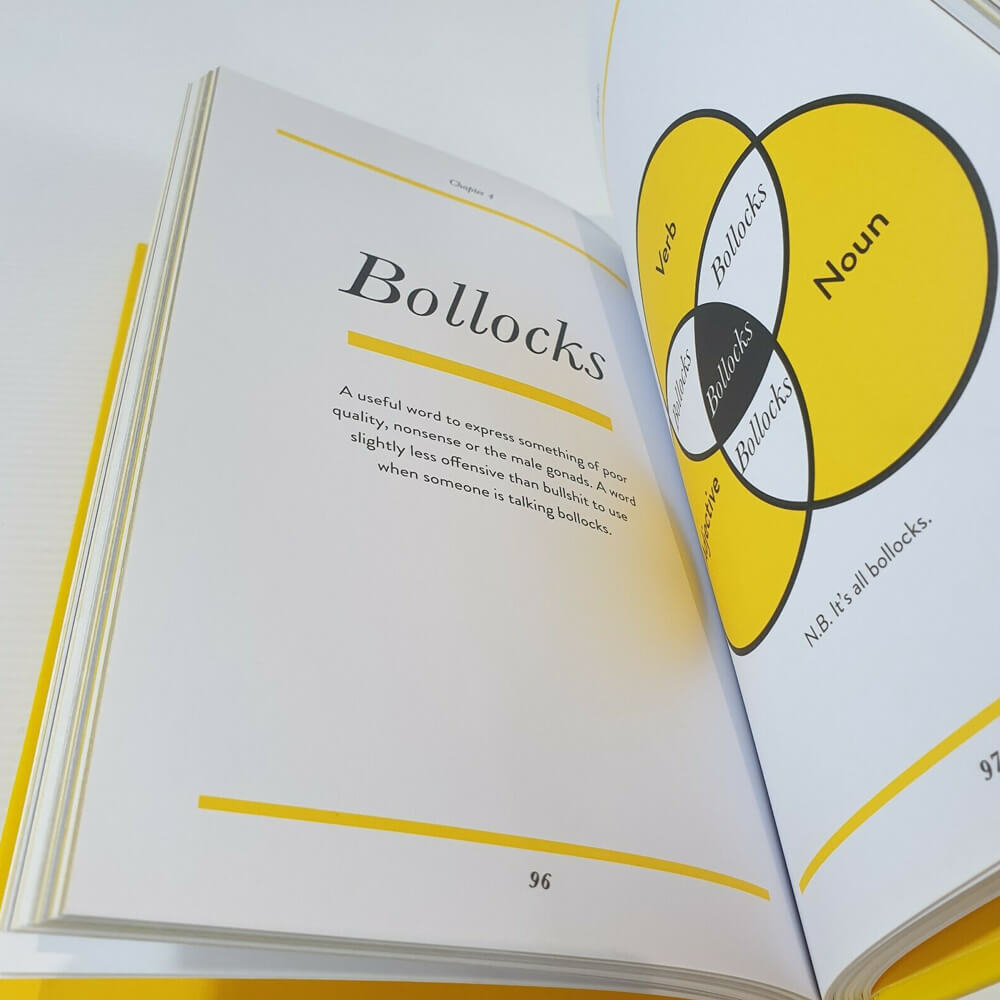 Chapter 4
Bollocks
A useful word to express something of poor
quality, nonsense or the male gonads. A word
slightly less offensive than bullshit to use
when someone is talking bollocks.
96
Verb
Bollocks
Noun
Bollocks
Bollocks
Bollocks
N.B. It's all bollocks.
97